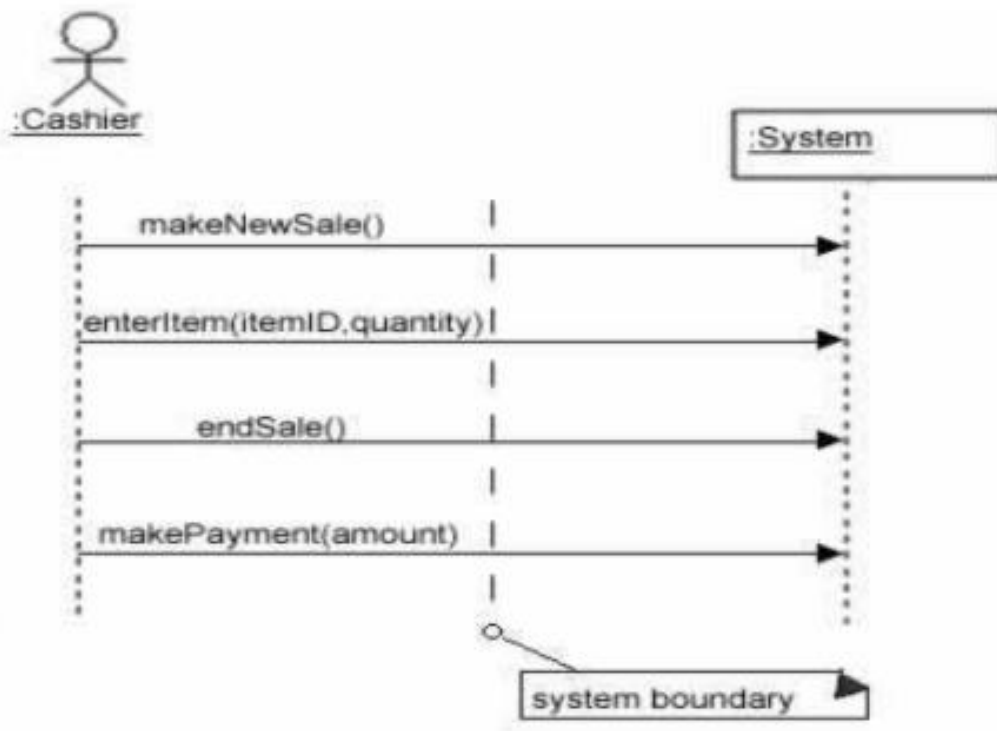 :Cashier
:System
makeNewSale()
enterItem(itemID,quantity)
endSale()
makePayment(amount)
system boundary